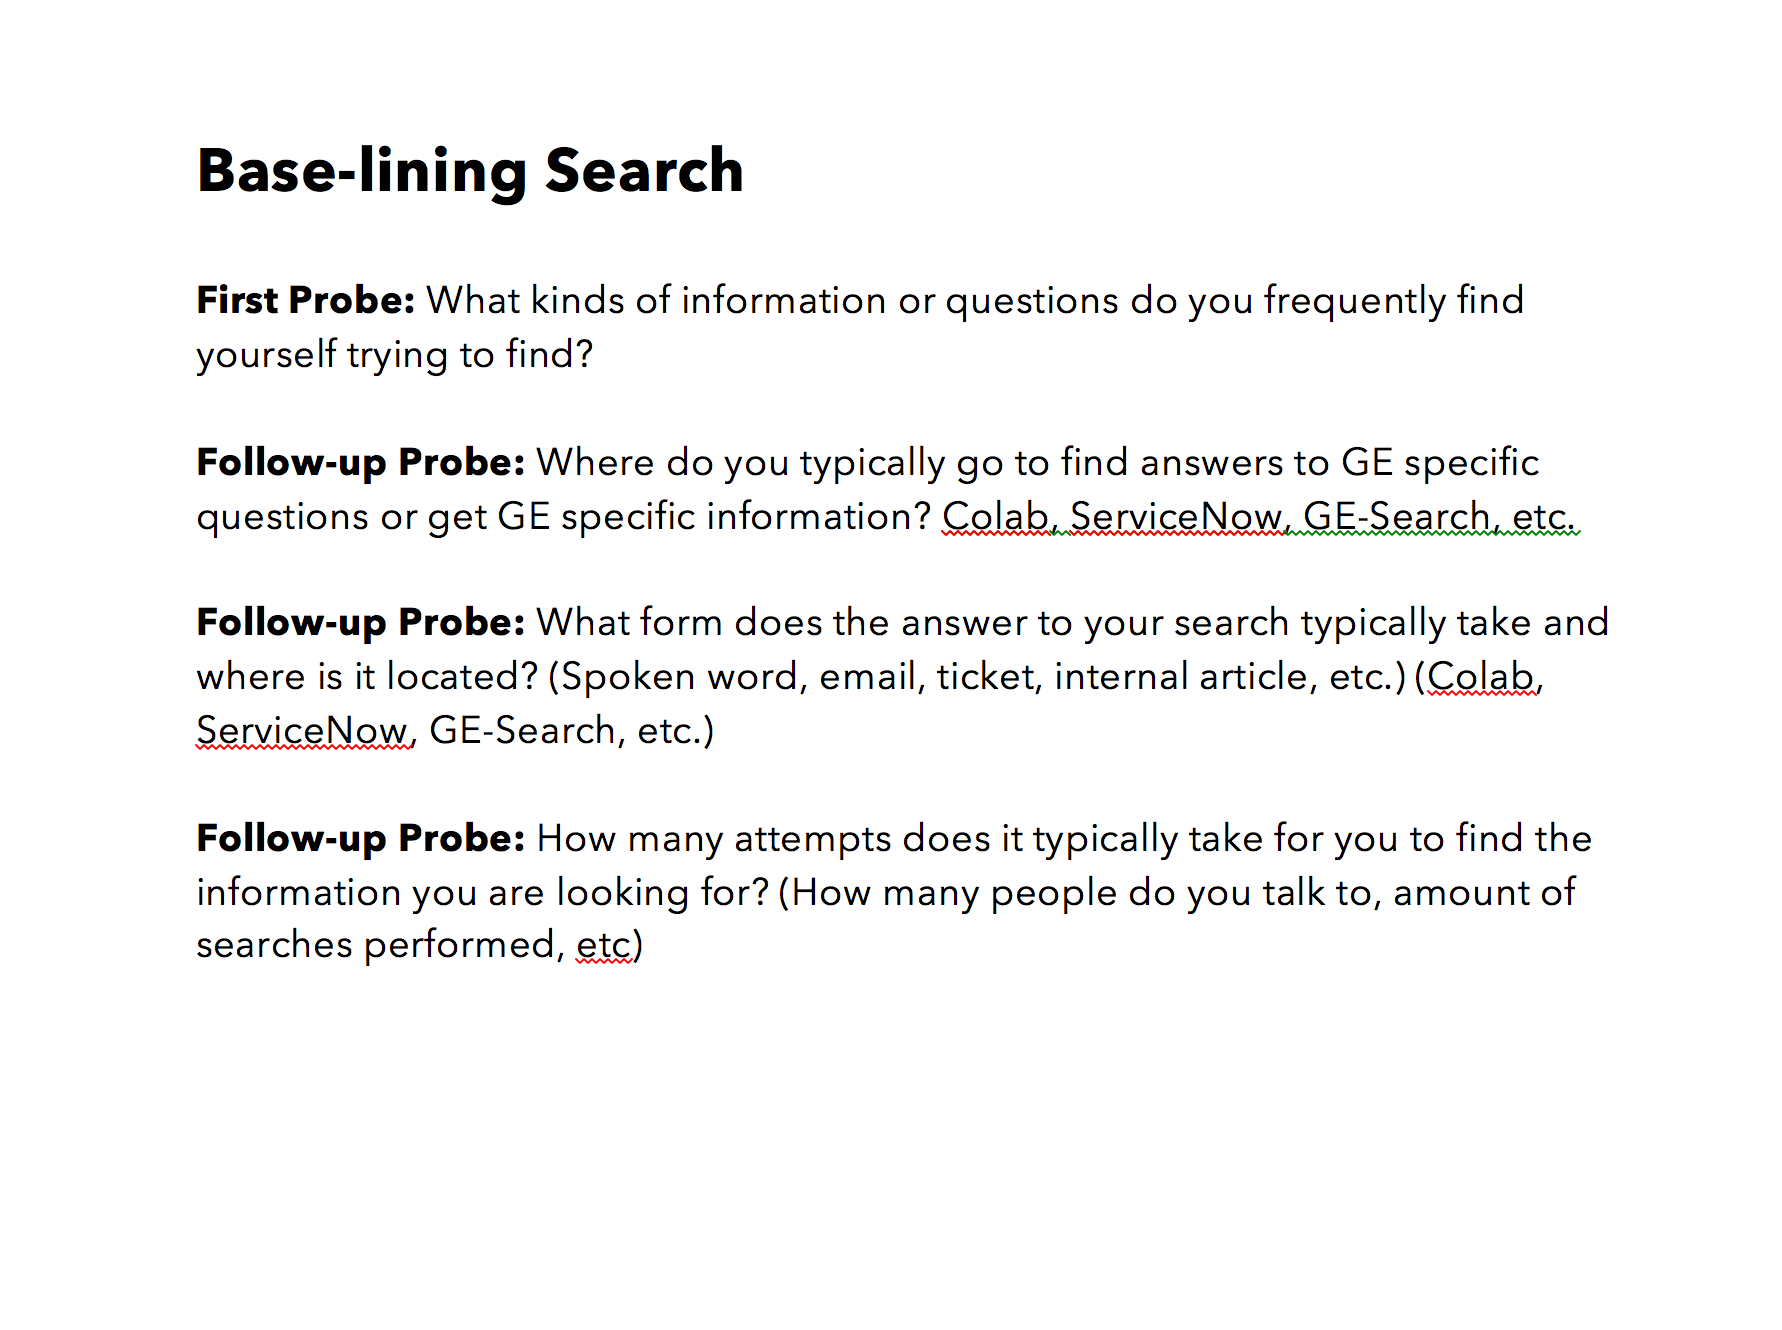 Base-lining Search
First Probe: What kinds of information or questions do you frequently find
yourself trying to find?
Follow-up Probe: Where do you typically go to find answers to GE specific
questions or get GE specific information? Colab, ServiceNow, GE-Search, etc.
Follow-up Probe: What form does the answer to your search typically take and
where is it located? (Spoken word, email, ticket, internal article, etc.) (Colab,
ServiceNow, GE-Search, etc.)
Follow-up Probe: How many attempts does it typically take for you to find the
information you are looking for? (How many people do you talk to, amount of
searches performed, etc)